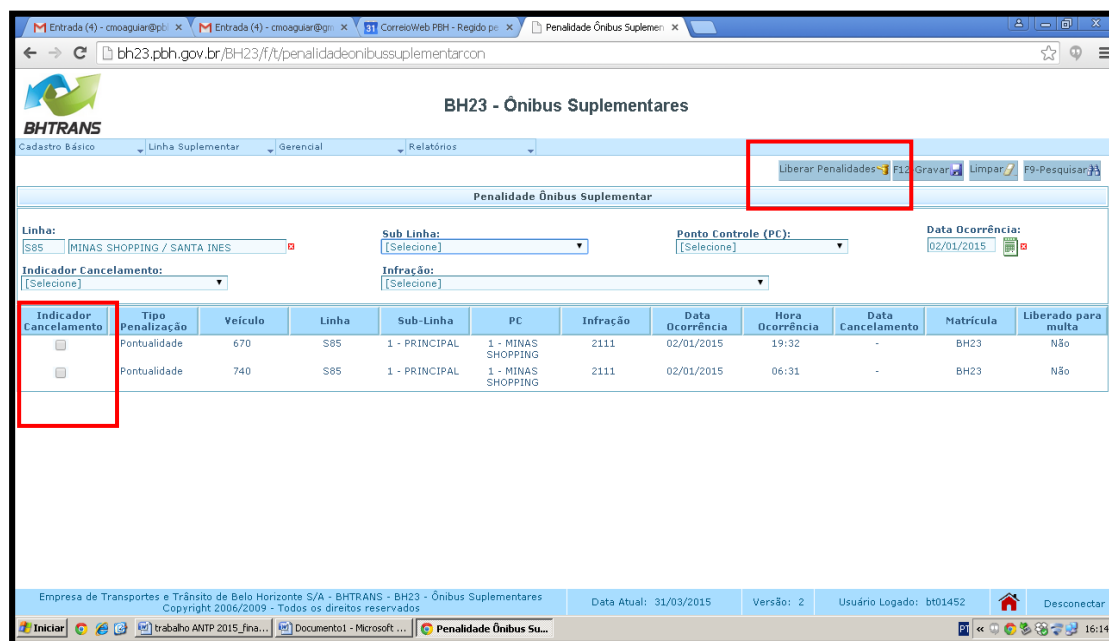 Entrada (4) - cmoaguiar@pbl
Entrada (4) - cmoaguiar@gm
31 CorreioWeb PBH - Regido pe
Penalidade Ônibus Suplemen
bh23.pbh.gov.br/BH23/f/t/penalidadeonibussuplementarcon
BHTRANS
BH23 - Ônibus Suplementares
Cadastro Básico Linha Suplementar Gerencial Relatórios
Liberar Penalidades F12-Gravar Limpar F9-Pesquisar
Penalidade Ônibus Suplementar
Linha: Sub Linha: Ponto Controle (PC): Data Ocorrência:
S85 MINAS SHOPPING / SANTA INES [Selecione] [Selecione] 02/01/2015
Indicador Cancelamento: Infração:
[Selecione] [Selecione]
Indicador Cancelamento Tipo Penalização Veículo Linha Sub-Linha PC Infração Data Ocorrência Hora Ocorrência Data Cancelamento Matrícula Liberado para multa
Pontualidade 670 S85 1 - PRINCIPAL 1 - MINAS SHOPPING 2111 02/01/2015 19:32 - BH23 Não
Pontualidade 740 S85 1 - PRINCIPAL 1 - MINAS SHOPPING 2111 02/01/2015 06:31 - BH23 Não
Empresa de Transportes e Trânsito de Belo Horizonte S/A - BHTRANS - BH23 - Ônibus Suplementares
Copyright 2006/2009 - Todos os direitos reservados
Data Atual: 31/03/2015 Versão: 2 Usuário Logado: bt01452 Desconectar
Iniciar trabalho ANTP 2015_fina... Documento1 - Microsoft ... Penalidade Ônibus Su... PT 16:14